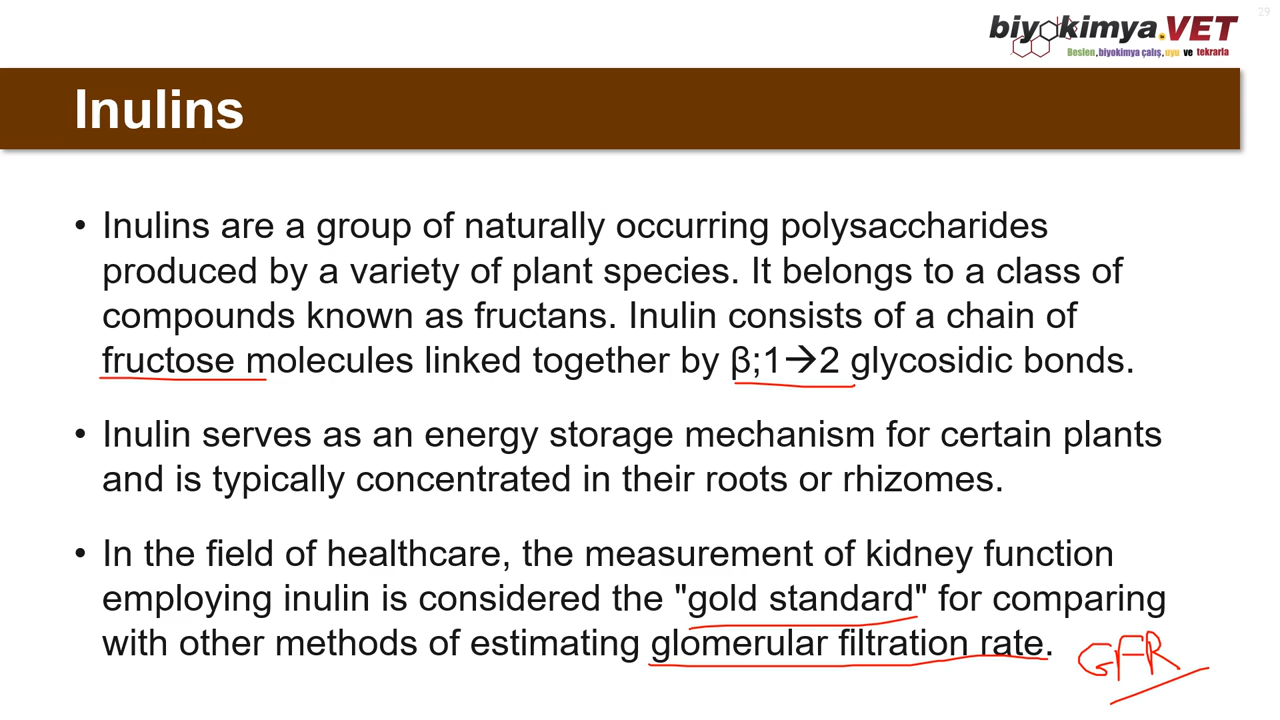 29
biyokimya.VET
Beslen,biyokimya çalış,uyu ve tekrarla
Inulins
• Inulins are a group of naturally occurring polysaccharides
produced by a variety of plant species. It belongs to a class of
compounds known as fructans. Inulin consists of a chain of
fructose molecules linked together by β;1→2 glycosidic bonds.
• Inulin serves as an energy storage mechanism for certain plants
and is typically concentrated in their roots or rhizomes.
• In the field of healthcare, the measurement of kidney function
employing inulin is considered the "gold standard" for comparing
with other methods of estimating glomerular filtration rate.
GFR